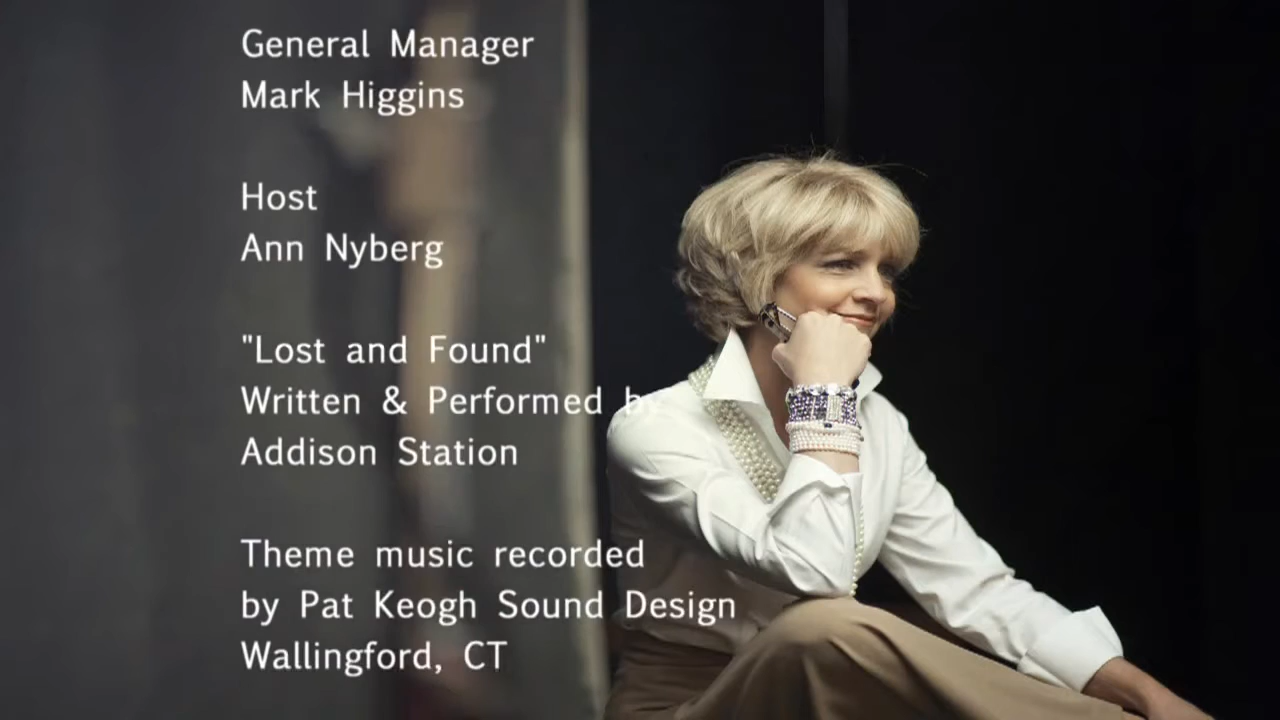 General Manager
Mark Higgins
Host
Ann Nyberg
"Lost and Found"
Written & Performed by
Addison Station
Theme music recorded
by Pat Keogh Sound Design
Wallingford, CT